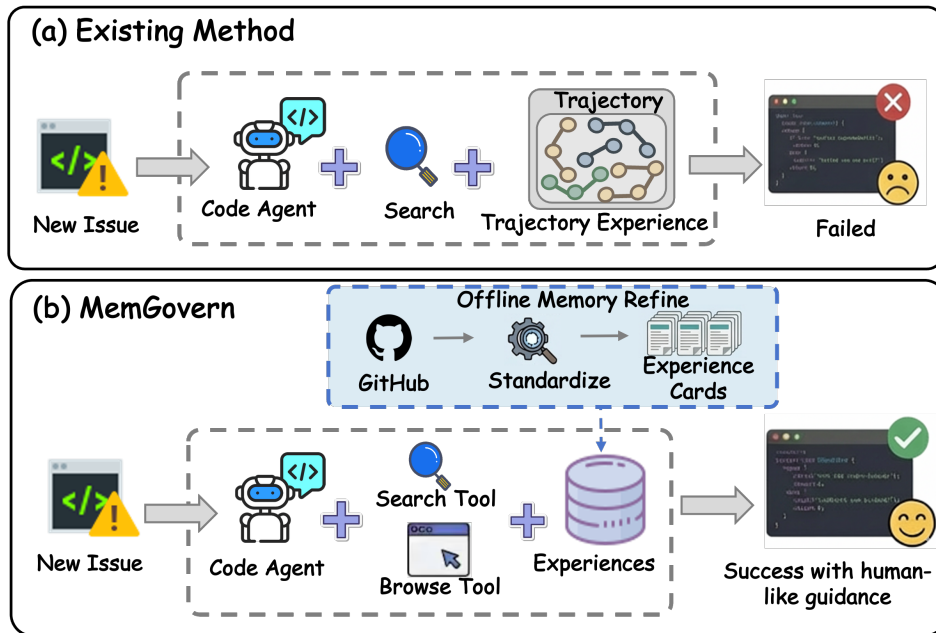 (a) Existing Method
Trajectory
</>
</>
New Issue
Code Agent
Search
Trajectory Experience
Failed
(b) MemGovern
Offline Memory Refine
GitHub
Standardize
Experience
Cards
</>
</>
Search Tool
New Issue
Code Agent
Browse Tool
Experiences
Success with human-
like guidance